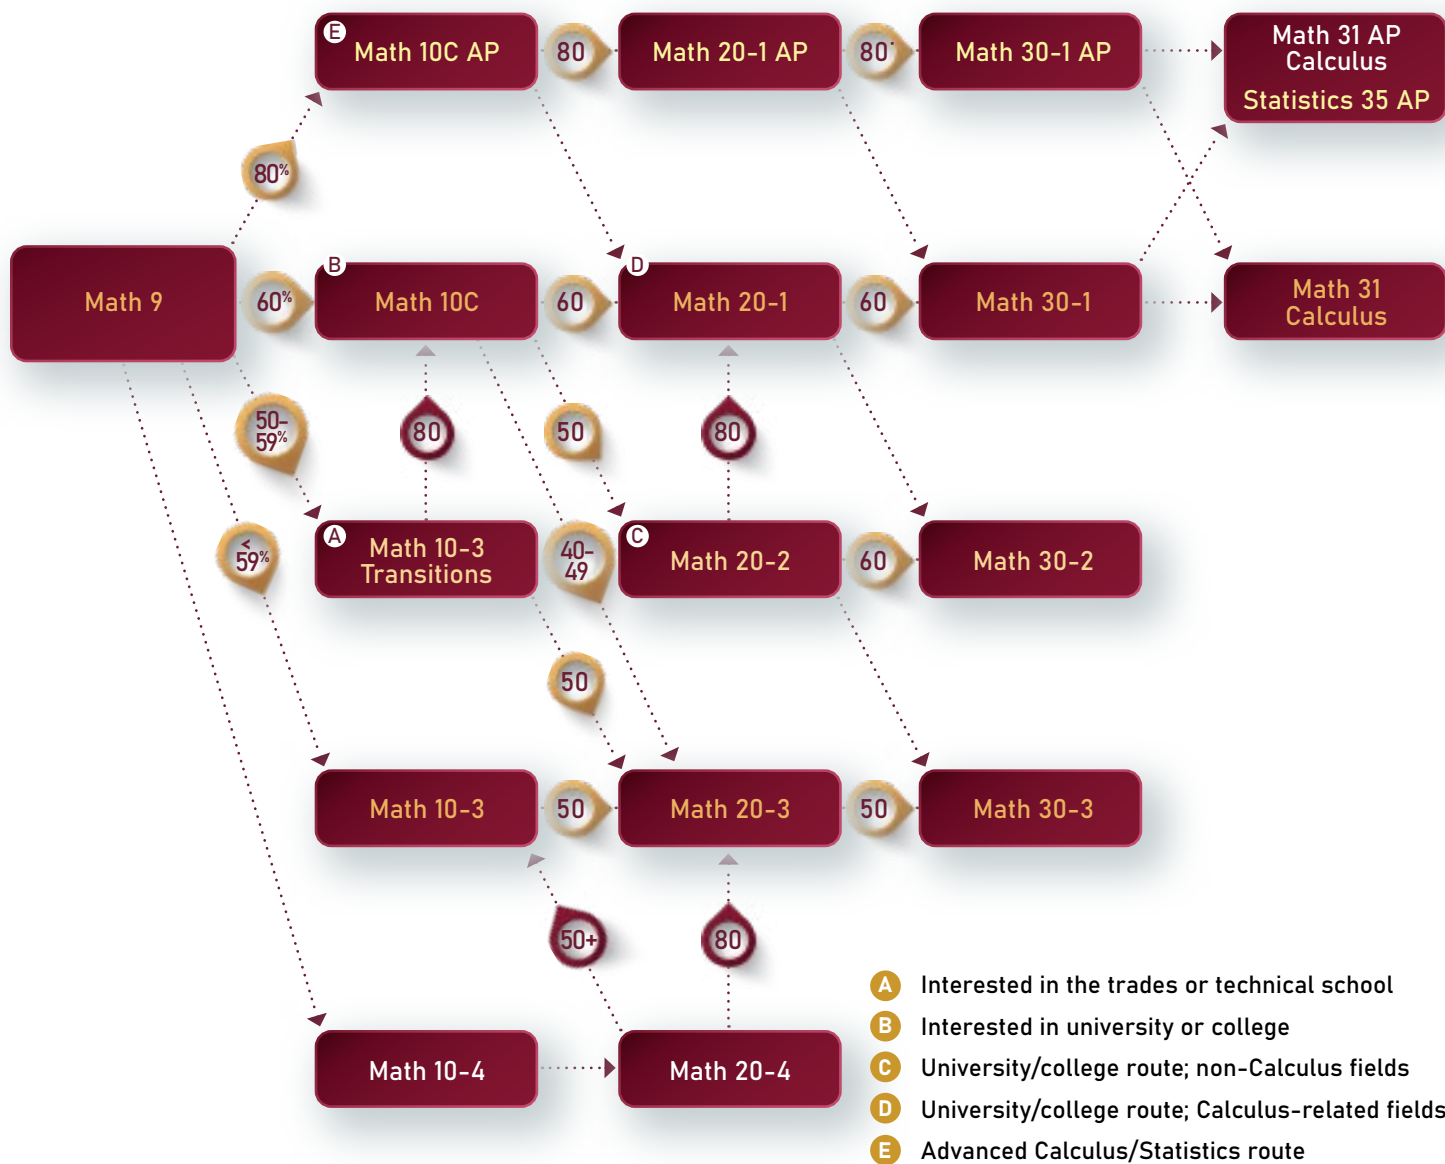 E
Math 10C AP
80
Math 20-1 AP
80
Math 30-1 AP
Math 31 AP
Calculus
Statistics 35 AP
80%
Math 9
60%
B
Math 10C
60
D
Math 20-1
60
Math 30-1
Math 31
Calculus
50-
59%
80
50
80
<
59%
A
Math 10-3
Transitions
40-
49
C
Math 20-2
60
Math 30-2
50
Math 10-3
50
Math 20-3
50
Math 30-3
50+
80
Math 10-4
Math 20-4
A Interested in the trades or technical school
B Interested in university or college
C University/college route; non-Calculus fields
D University/college route; Calculus-related fields
E Advanced Calculus/Statistics route